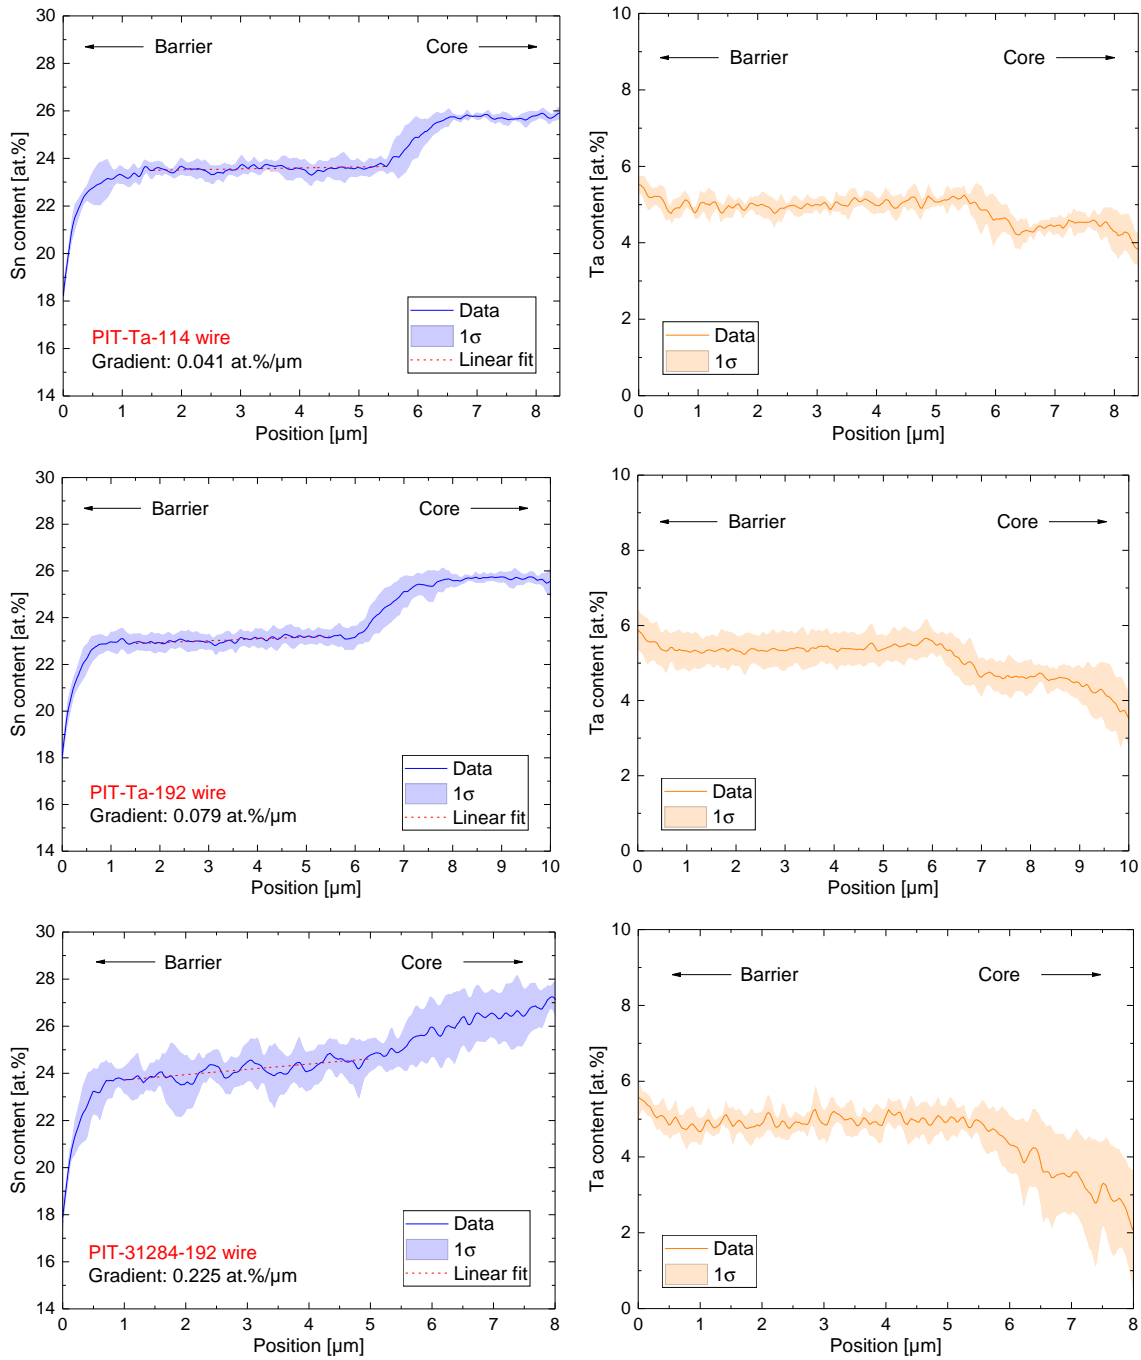 30
28
26
24
22
20
18
16
14
Sn content [at.%]
Barrier
Core
PIT-Ta-114 wire
Gradient: 0.041 at.%/µm
Data
1σ
Linear fit
0 1 2 3 4 5 6 7 8
Position [µm]
10
8
6
4
2
0
Ta content [at.%]
Barrier
Core
Data
1σ
0 1 2 3 4 5 6 7 8
Position [µm]
30
28
26
24
22
20
18
16
14
Sn content [at.%]
Barrier
Core
PIT-Ta-192 wire
Gradient: 0.079 at.%/µm
Data
1σ
Linear fit
0 1 2 3 4 5 6 7 8 9 10
Position [µm]
10
8
6
4
2
0
Ta content [at.%]
Barrier
Core
Data
1σ
0 1 2 3 4 5 6 7 8 9 10
Position [µm]
30
28
26
24
22
20
18
16
14
Sn content [at.%]
Barrier
Core
PIT-31284-192 wire
Gradient: 0.225 at.%/µm
Data
1σ
Linear fit
0 1 2 3 4 5 6 7 8
Position [µm]
10
8
6
4
2
0
Ta content [at.%]
Barrier
Core
Data
1σ
0 1 2 3 4 5 6 7 8
Position [µm]